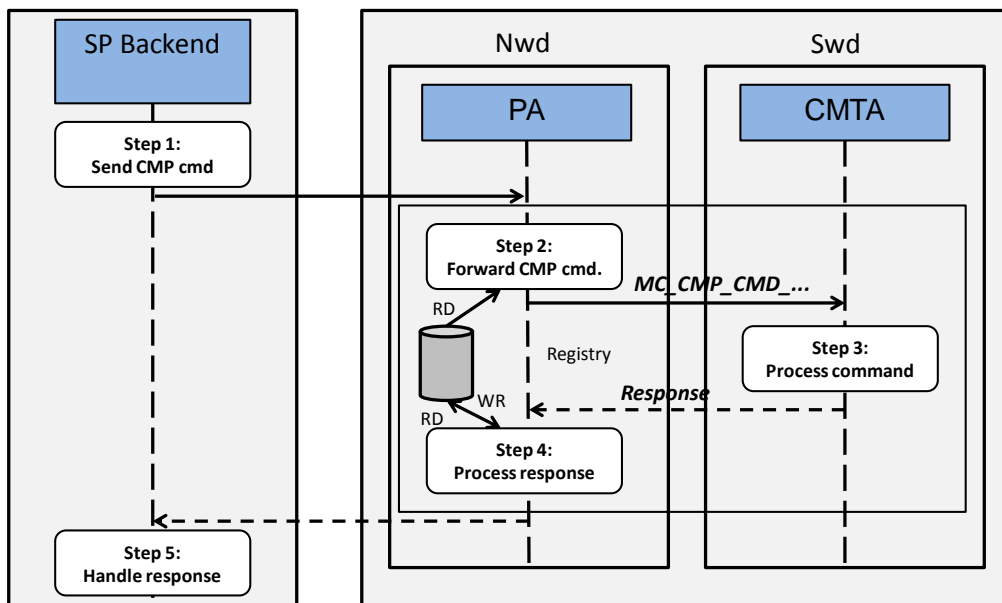 SP Backend
Nwd
Swd
PA
CMTA
Step 1:
Send CMP cmd
Step 2:
Forward CMP cmd.
MC_CMP_CMD_...
RD
Registry
Step 3:
Process command
Response
WR
RD
Step 4:
Process response
Step 5:
Handle response